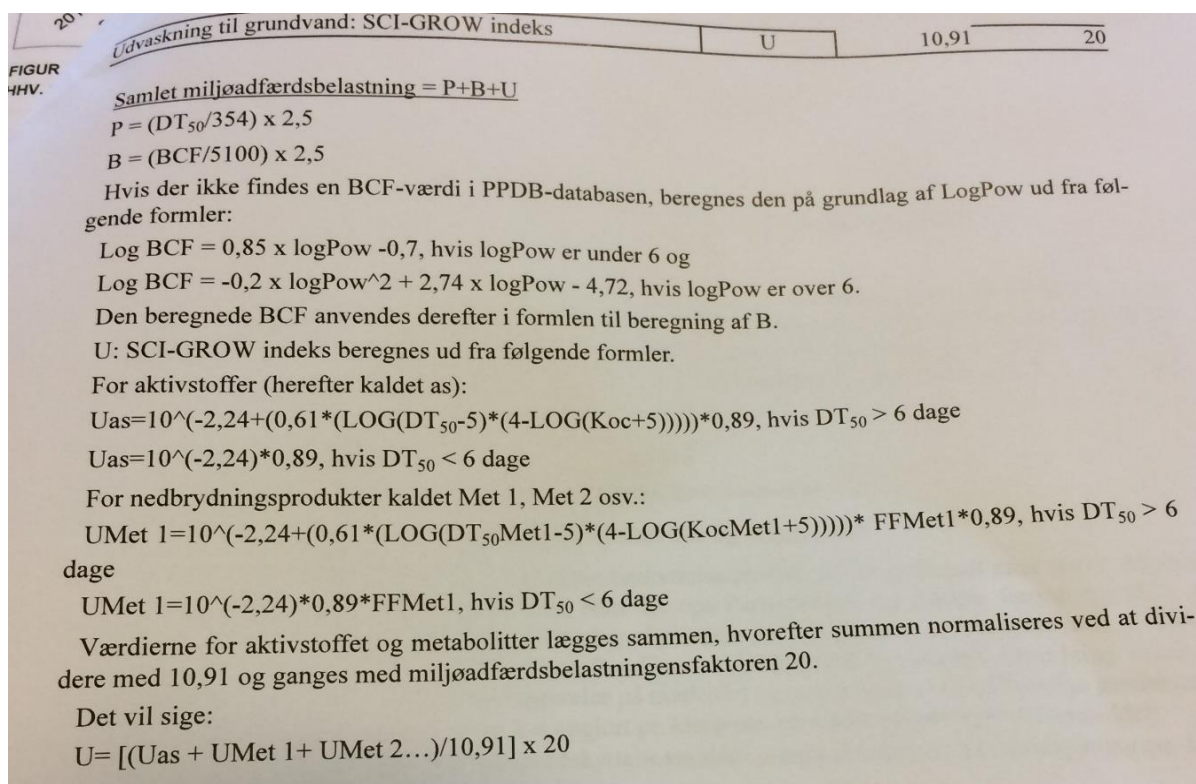 201
FIGUR
HHV.
Udvaskning til grundvand: SCI-GROW indeks U 10,91 20
Samlet miljøadfærdsbelastning = P+B+U
P = (DT50/354) x 2,5
B = (BCF/5100) x 2,5
Hvis der ikke findes en BCF-værdi i PPDB-databasen, beregnes den på grundlag af LogPow ud fra føl-
gende formler:
Log BCF = 0,85 x logPow -0,7, hvis logPow er under 6 og
Log BCF = -0,2 x logPow^2 + 2,74 x logPow - 4,72, hvis logPow er over 6.
Den beregnede BCF anvendes derefter i formlen til beregning af B.
U: SCI-GROW indeks beregnes ud fra følgende formler.
For aktivstoffer (herefter kaldet as):
Uas=10^(-2,24+(0,61*(LOG(DT50-5)*(4-LOG(Koc+5)))))*0,89, hvis DT50 > 6 dage
Uas=10^(-2,24)*0,89, hvis DT50 < 6 dage
For nedbrydningsprodukter kaldet Met 1, Met 2 osv.:
UMet 1=10^(-2,24+(0,61*(LOG(DT50Met1-5)*(4-LOG(KocMet1+5)))))* FFMet1*0,89, hvis DT50 > 6
dage
UMet 1=10^(-2,24)*0,89*FFMet1, hvis DT50 < 6 dage
Værdierne for aktivstoffet og metabolitter lægges sammen, hvorefter summen normaliseres ved at divi-
dere med 10,91 og ganges med miljøadfærdsbelastningensfaktoren 20.
Det vil sige:
U= [(Uas + UMet 1+ UMet 2…)/10,91] x 20